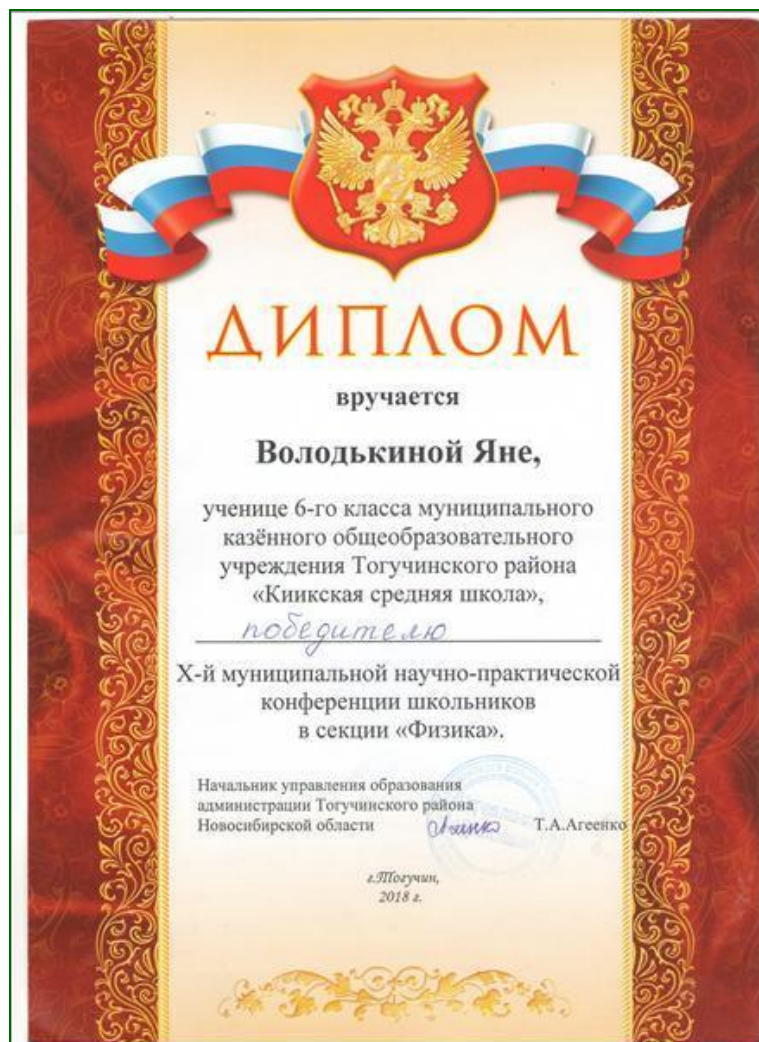 ДИПЛОМ
вручается
Володькиной Яне,
ученице 6-го класса муниципального
казённого общеобразовательного
учреждения Тогучинского района
«Киикская средняя школа»,
победителю
X-й муниципальной научно-практической
конференции школьников
в секции «Физика».
Начальник управления образования
администрации Тогучинского района
Новосибирской области Т.А.Агеенко
г.Тогучин,
2018 г.